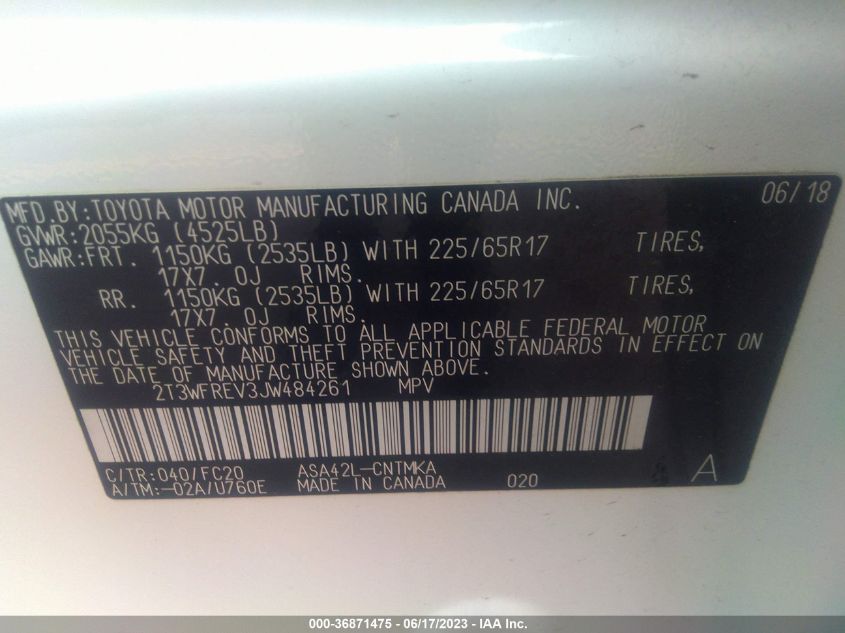 MFD.BY:TOYOTA MOTOR MANUFACTURING CANADA INC. 06/18
GVWR:2055KG (4525LB)
GAWR:FRT. 1150KG (2535LB) WITH 225/65R17 TIRES,
17X7.0J RIMS.
RR. 1150KG (2535LB) WITH 225/65R17 TIRES,
17X7.0J RIMS.
THIS VEHICLE CONFORMS TO ALL APPLICABLE FEDERAL MOTOR
VEHICLE SAFETY AND THEFT PREVENTION STANDARDS IN EFFECT ON
THE DATE OF MANUFACTURE SHOWN ABOVE.
2T3WFREV3JW484261 MPV
C/TR:040/FC20 ASA42L-CNTMKA 020 A
A/TM:-02A/U760E MADE IN CANADA
000-36871475 - 06/17/2023 - IAA Inc.